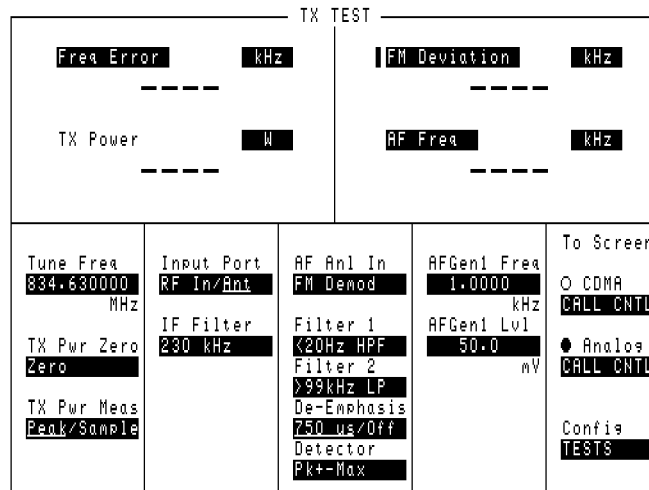 TX TEST
Freq Error kHz
----
FM Deviation kHz
----
TX Power W
----
AF Freq kHz
----
Tune Freq
834.630000
MHz
TX Pwr Zero
Zero
TX Pwr Meas
Peak/Sample
Input Port
RF In/Ant
IF Filter
230 kHz
AF Anl In
FM Demod
Filter 1
<20Hz HPF
Filter 2
>99kHz LP
De-Emphasis
750 us/Off
Detector
Pk+-Max
AFGen1 Freq
1.0000
kHz
AFGen1 Lvl
50.0
mV
To Screen
CDMA
CALL CNTL
Analog
CALL CNTL
Config
TESTS